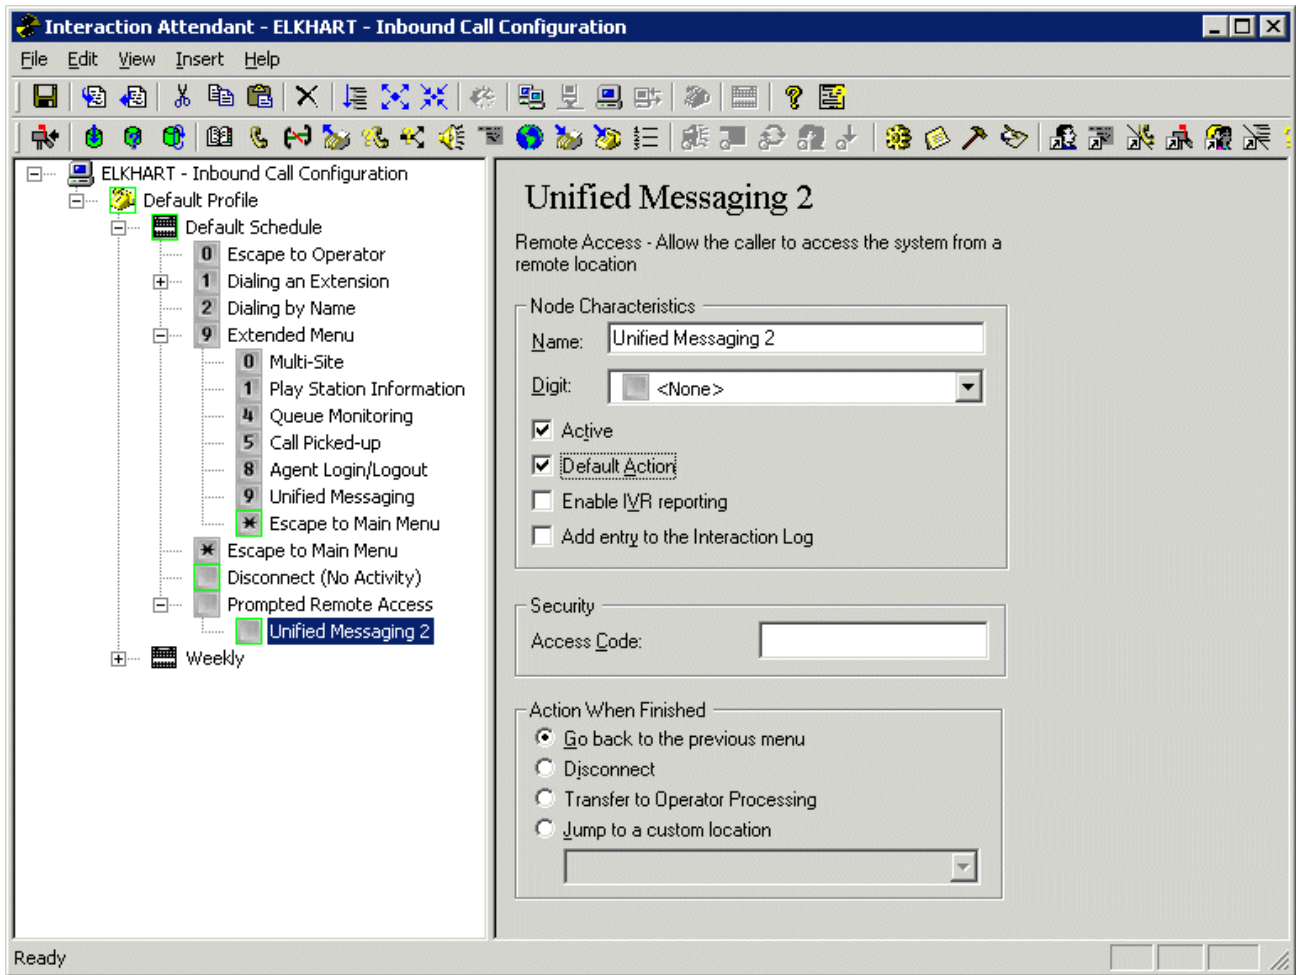 Interaction Attendant - ELKHART - Inbound Call Configuration
File Edit View Insert Help
ELKHART - Inbound Call Configuration
Default Profile
Default Schedule
0 Escape to Operator
1 Dialing an Extension
2 Dialing by Name
9 Extended Menu
0 Multi-Site
1 Play Station Information
4 Queue Monitoring
5 Call Picked-up
8 Agent Login/Logout
9 Unified Messaging
* Escape to Main Menu
* Escape to Main Menu
Disconnect (No Activity)
Prompted Remote Access
Unified Messaging 2
Weekly
Unified Messaging 2
Remote Access - Allow the caller to access the system from a
remote location
Node Characteristics
Name: Unified Messaging 2
Digit: <None>
Active
Default Action
Enable IVR reporting
Add entry to the Interaction Log
Security
Access Code:
Action When Finished
Go back to the previous menu
Disconnect
Transfer to Operator Processing
Jump to a custom location
Ready